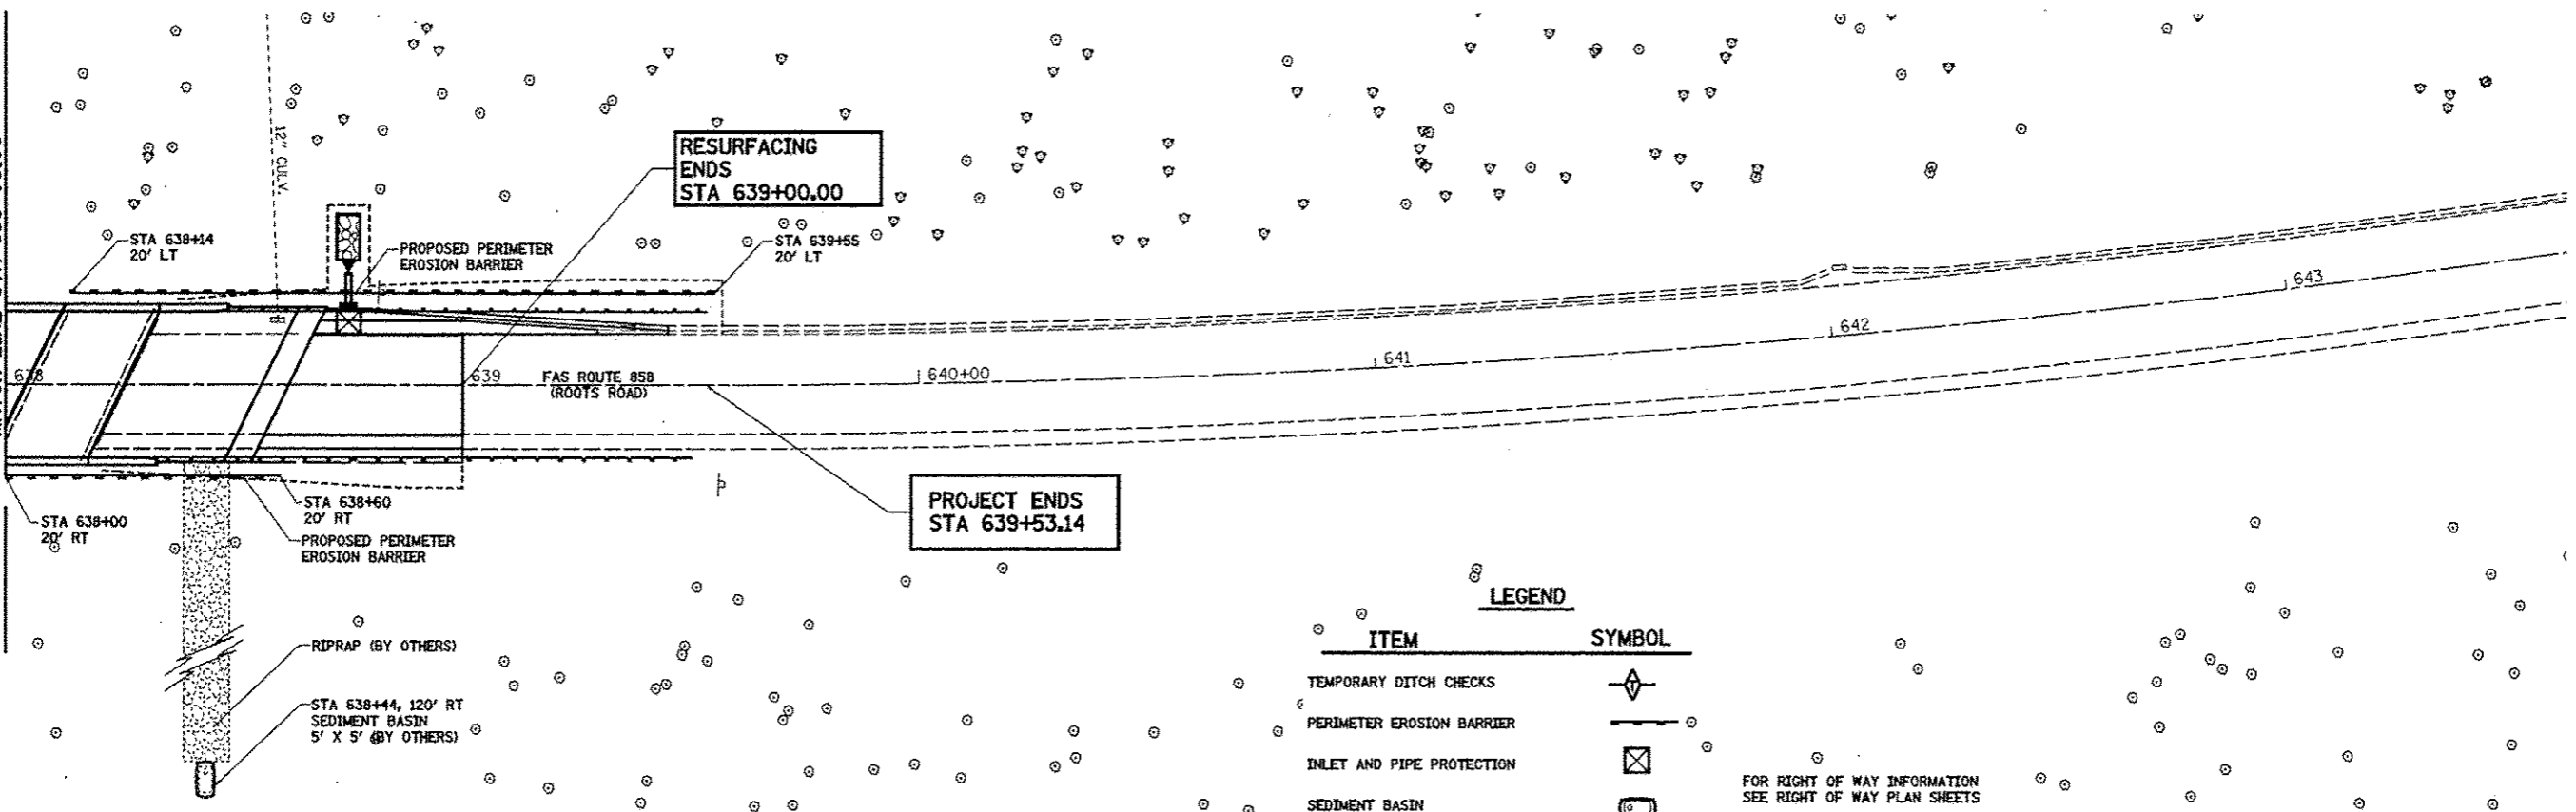 12" CULV.
RESURFACING
ENDS
STA 639+00.00
STA 638+14
20' LT
PROPOSED PERIMETER
EROSION BARRIER
STA 639+55
20' LT
638
639
FAS ROUTE 858
(ROOTS ROAD)
640+00
641
642
643
STA 638+00
20' RT
STA 638+60
20' RT
PROPOSED PERIMETER
EROSION BARRIER
PROJECT ENDS
STA 639+53.14
RIPRAP (BY OTHERS)
STA 638+44, 120' RT
SEDIMENT BASIN
5' X 5' (BY OTHERS)
LEGEND
ITEM SYMBOL
TEMPORARY DITCH CHECKS
T
PERIMETER EROSION BARRIER
INLET AND PIPE PROTECTION
SEDIMENT BASIN
FOR RIGHT OF WAY INFORMATION
SEE RIGHT OF WAY PLAN SHEETS